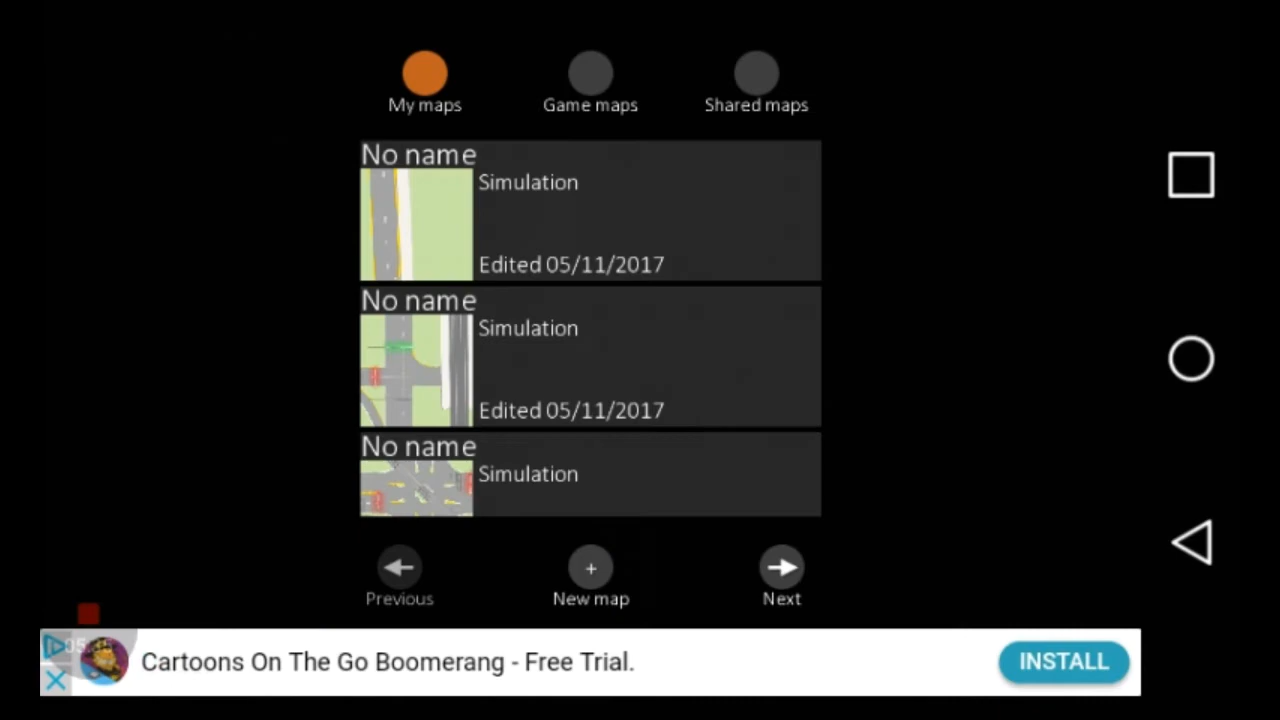 My maps
Game maps
Shared maps
No name
Simulation
Edited 05/11/2017
No name
Simulation
Edited 05/11/2017
No name
Simulation
Previous
+
New map
Next
Cartoons On The Go Boomerang - Free Trial.
INSTALL